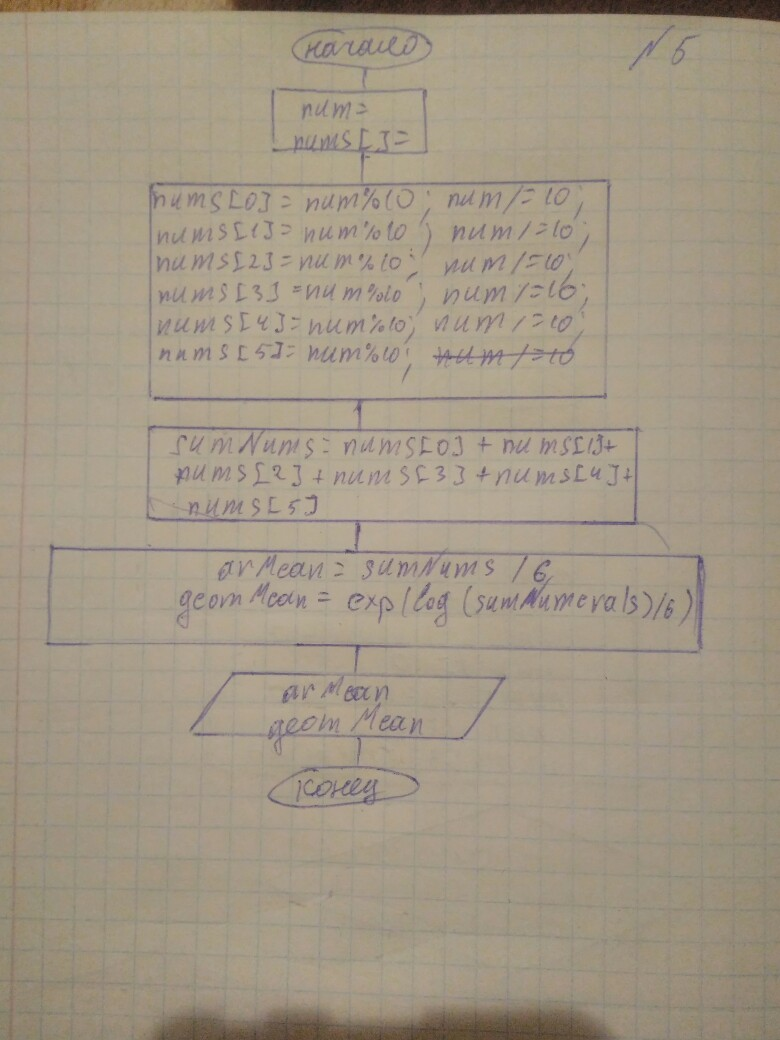 начало
№ 5
num=
nums[]=
nums[0]= num%10; num/=10;
nums[1]= num%10; num/=10;
nums[2]= num%10; num/=10;
nums[3] =num%10; num/=10;
nums[4]= num%10; num/=10;
nums[5]= num%10; num/=10
sumNums= nums[0] + nums[1]+
nums[2] + nums[3] + nums[4]+
nums[5]
arMean = sumNums / 6
geomMean = exp(log (sumNumerals)/6)
arMean
geomMean
конец